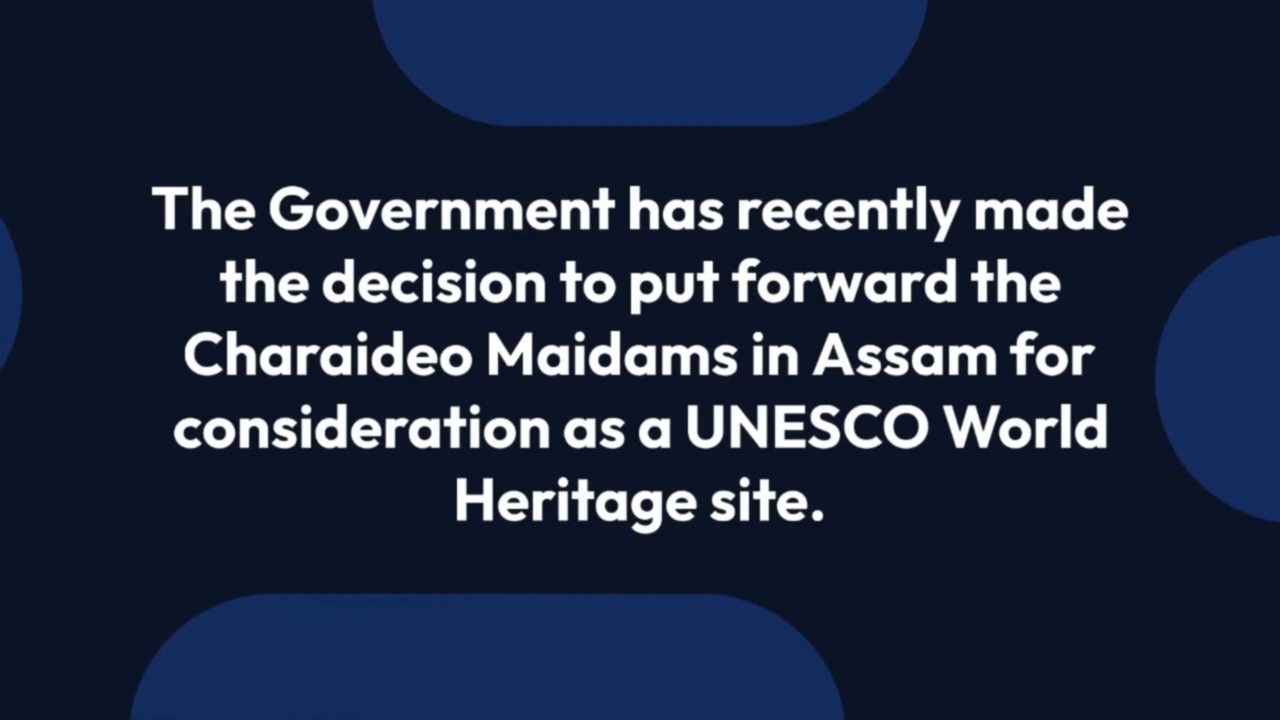 The Government has recently made
the decision to put forward the
Charaideo Maidams in Assam for
consideration as a UNESCO World
Heritage site.